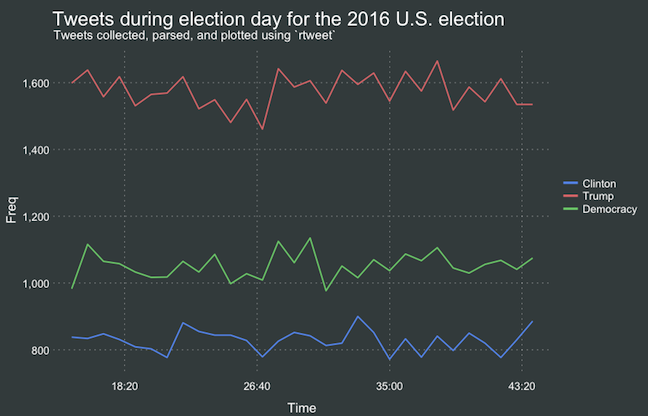 Tweets during election day for the 2016 U.S. election
Tweets collected, parsed, and plotted using `rtweet`
1,600
1,400
1,200
1,000
800
Freq
Clinton
Trump
Democracy
18:20 26:40 35:00 43:20
Time